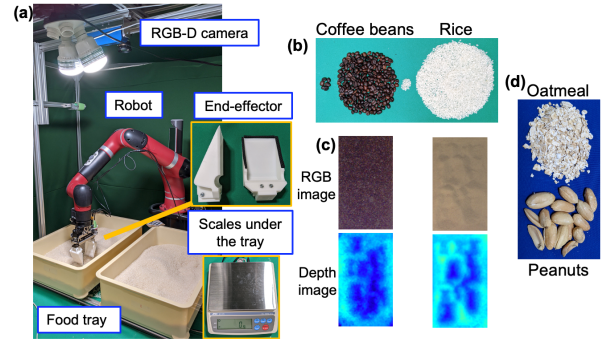 (a)
RGB-D camera
Robot
End-effector
Scales under
the tray
Food tray
(b)
Coffee beans
Rice
(c)
RGB
image
Depth
image
(d)
Oatmeal
Peanuts